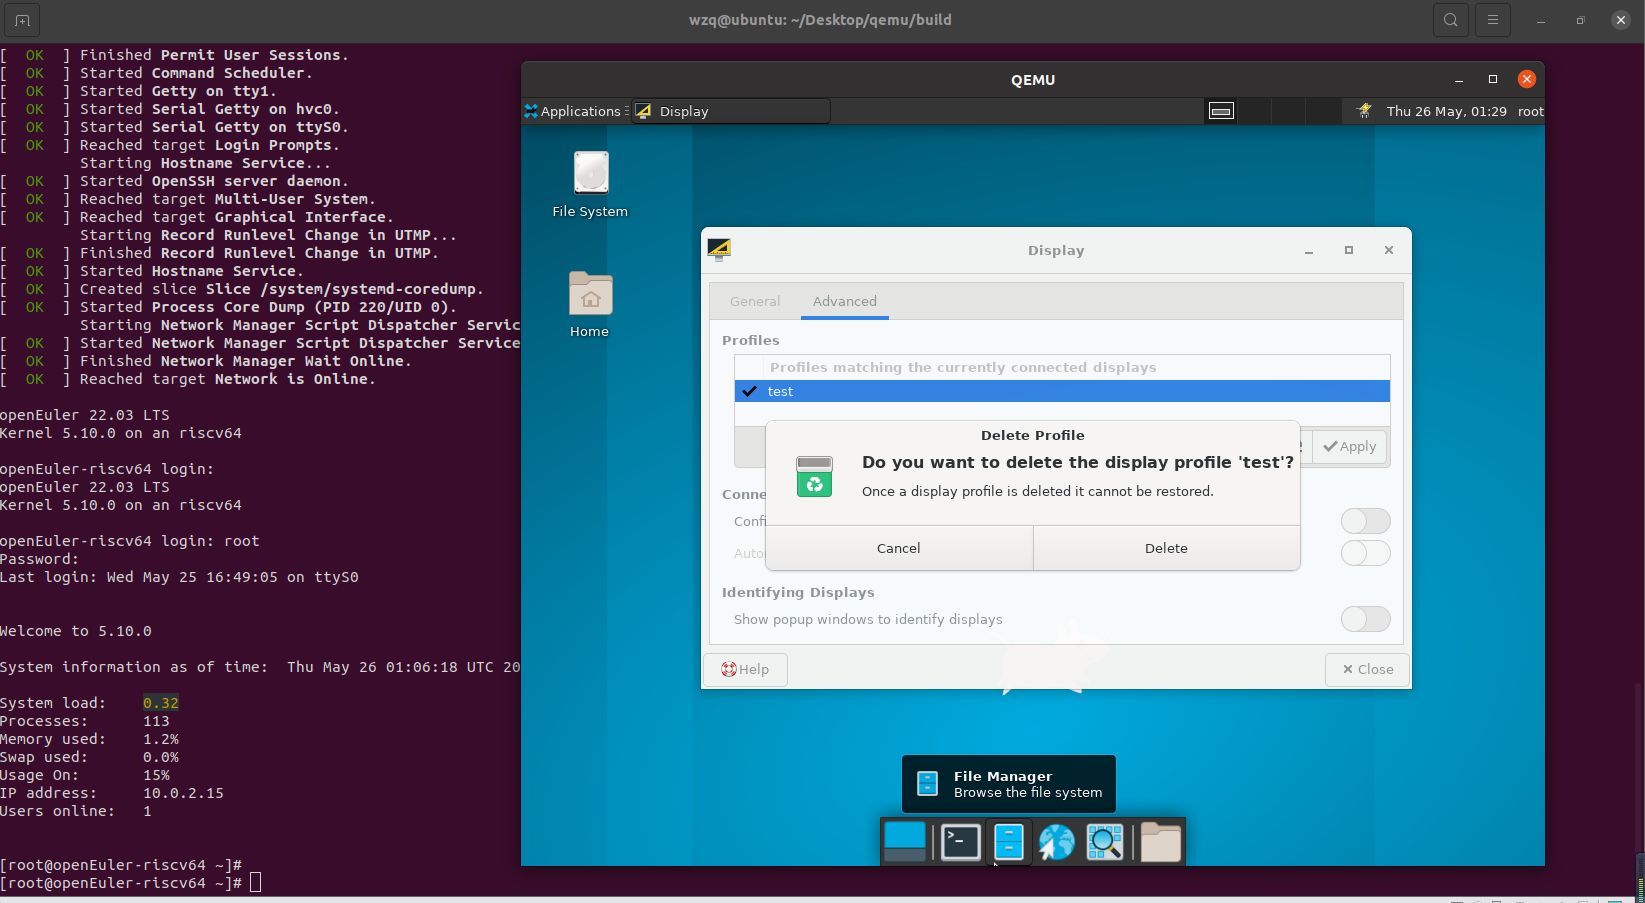 wzq@ubuntu: ~/Desktop/qemu/build
[ OK ] Finished Permit User Sessions.
[ OK ] Started Command Scheduler.
[ OK ] Started Getty on tty1.
[ OK ] Started Serial Getty on hvc0.
[ OK ] Started Serial Getty on ttyS0.
[ OK ] Reached target Login Prompts.
Starting Hostname Service...
[ OK ] Started OpenSSH server daemon.
[ OK ] Reached target Multi-User System.
[ OK ] Reached target Graphical Interface.
Starting Record Runlevel Change in UTMP...
[ OK ] Finished Record Runlevel Change in UTMP.
[ OK ] Started Hostname Service.
[ OK ] Created slice Slice /system/systemd-coredump.
[ OK ] Started Process Core Dump (PID 220/UID 0).
Starting Network Manager Script Dispatcher Servic
[ OK ] Started Network Manager Script Dispatcher Service
[ OK ] Finished Network Manager Wait Online.
[ OK ] Reached target Network is Online.
openEuler 22.03 LTS
Kernel 5.10.0 on an riscv64
openEuler-riscv64 login:
openEuler 22.03 LTS
Kernel 5.10.0 on an riscv64
openEuler-riscv64 login: root
Password:
Last login: Wed May 25 16:49:05 on ttyS0
Welcome to 5.10.0
System information as of time: Thu May 26 01:06:18 UTC 20
System load: 0.32
Processes: 113
Memory used: 1.2%
Swap used: 0.0%
Usage On: 15%
IP address: 10.0.2.15
Users online: 1
[root@openEuler-riscv64 ~]#
[root@openEuler-riscv64 ~]#
QEMU
Applications Display Thu 26 May, 01:29 root
File System
Home
Display
General Advanced
Profiles
Profiles matching the currently connected displays
test
Apply
Delete Profile
Do you want to delete the display profile 'test'?
Once a display profile is deleted it cannot be restored.
Cancel Delete
Conne
Confi
Auto
Identifying Displays
Show popup windows to identify displays
Help Close
File Manager
Browse the file system